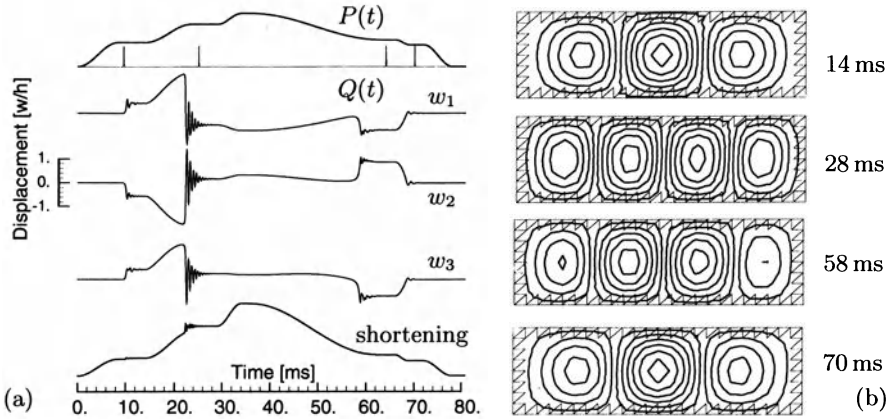 P(t)
Q(t)
w1
Displacement [w/h]
1.
0.
-1.
w2
w3
shortening
Time [ms]
(a)
0. 10. 20. 30. 40. 50. 60. 70. 80.
14 ms
28 ms
58 ms
70 ms
(b)